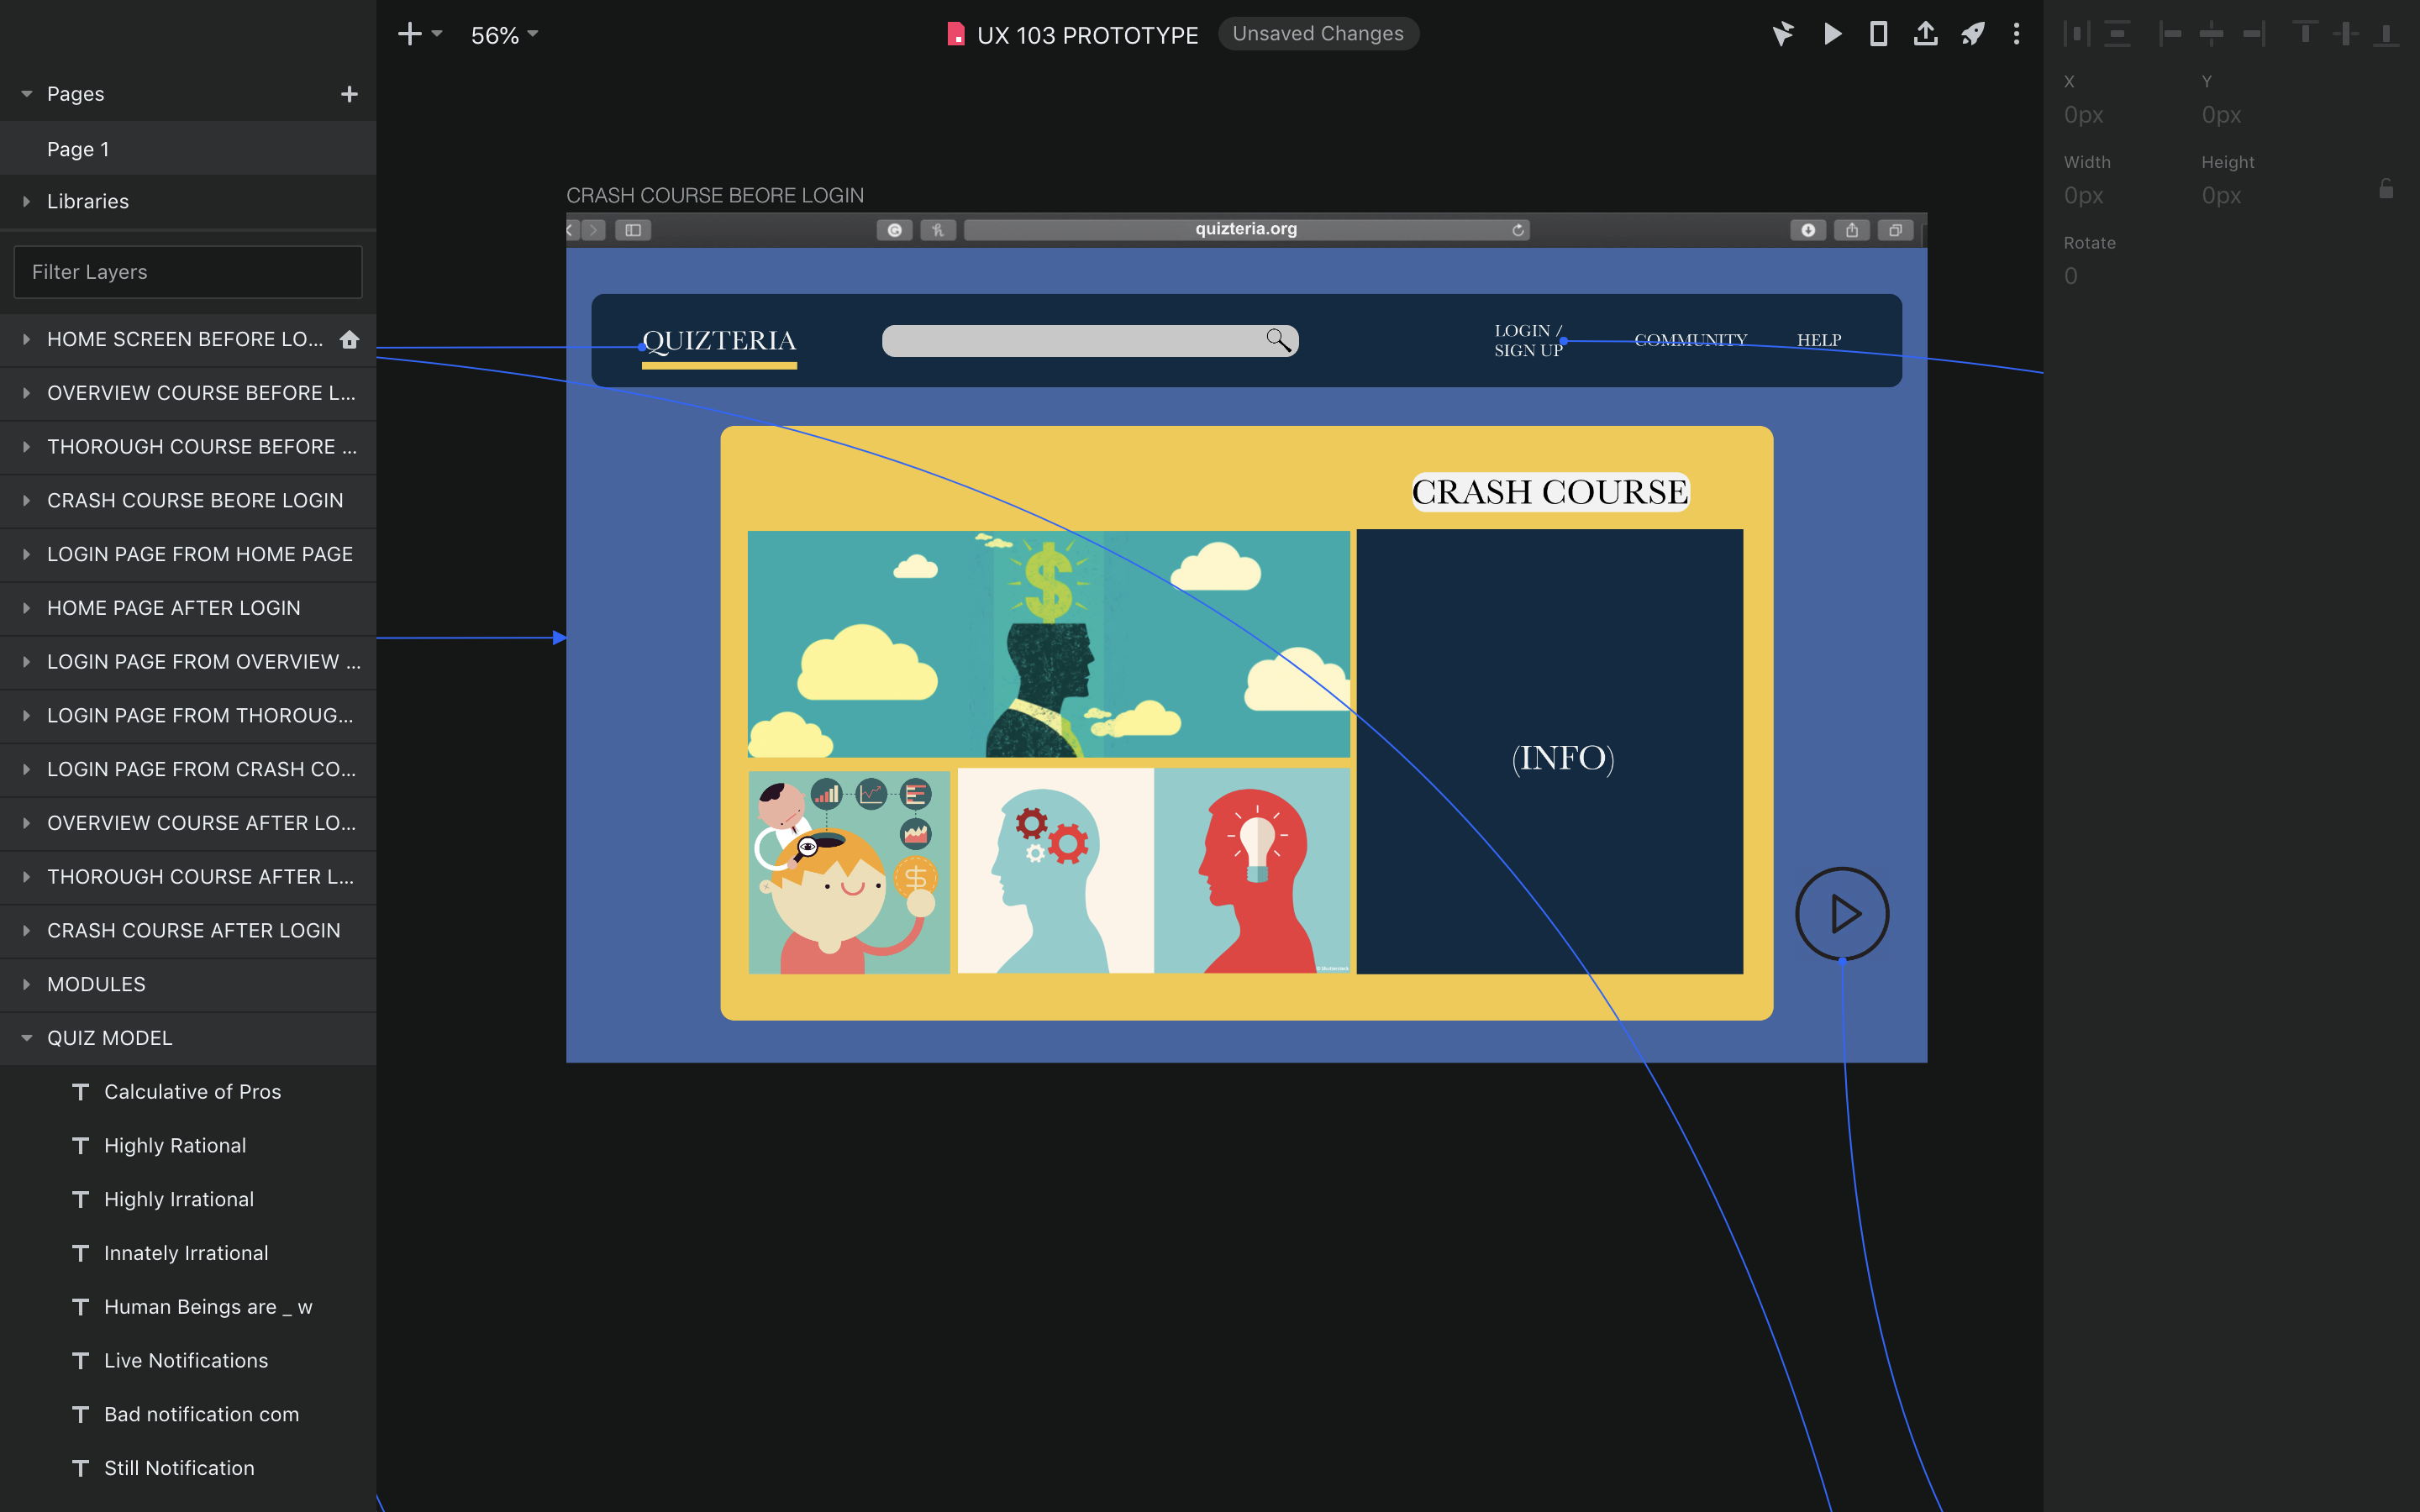 56%
UX 103 PROTOTYPE
Unsaved Changes
Pages
Page 1
Libraries
Filter Layers
HOME SCREEN BEFORE LO...
OVERVIEW COURSE BEFORE L...
THOROUGH COURSE BEFORE ...
CRASH COURSE BEORE LOGIN
LOGIN PAGE FROM HOME PAGE
HOME PAGE AFTER LOGIN
LOGIN PAGE FROM OVERVIEW ...
LOGIN PAGE FROM THOROUG...
LOGIN PAGE FROM CRASH CO...
OVERVIEW COURSE AFTER LO...
THOROUGH COURSE AFTER L...
CRASH COURSE AFTER LOGIN
MODULES
QUIZ MODEL
Calculative of Pros
Highly Rational
Highly Irrational
Innately Irrational
Human Beings are _ w
Live Notifications
Bad notification com
Still Notification
CRASH COURSE BEORE LOGIN
quizteria.org
QUIZTERIA
LOGIN /
SIGN UP
COMMUNITY
HELP
CRASH COURSE
(INFO)
X
Y
0px
0px
Width
Height
0px
0px
Rotate
0